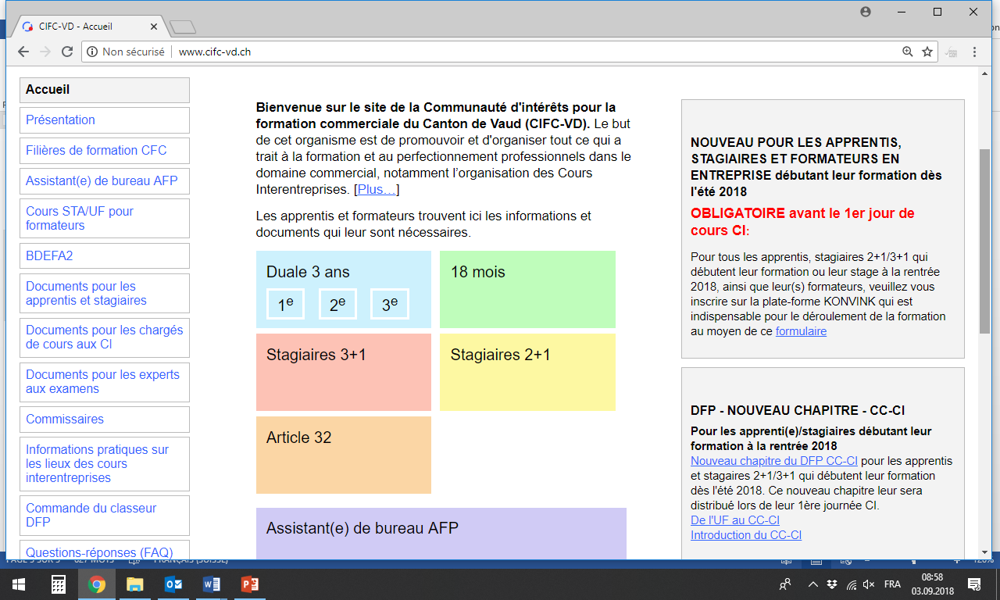 CIFC-VD - Accueil
Non sécurisé
www.cifc-vd.ch
Accueil
Présentation
Filières de formation CFC
Assistant(e) de bureau AFP
Cours STA/UF pour
formateurs
BDEFA2
Documents pour les
apprentis et stagiaires
Documents pour les chargés
de cours aux CI
Documents pour les experts
aux examens
Commissaires
Informations pratiques sur
les lieux des cours
interentreprises
Commande du classeur
DFP
Questions-réponses (FAQ)
Bienvenue sur le site de la Communauté d'intérêts pour la
formation commerciale du Canton de Vaud (CIFC-VD). Le but
de cet organisme est de promouvoir et d'organiser tout ce qui a
trait à la formation et au perfectionnement professionnels dans le
domaine commercial, notamment l’organisation des Cours
Interentreprises. [Plus…]
Les apprentis et formateurs trouvent ici les informations et
documents qui leur sont nécessaires.
Duale 3 ans
1e 2e 3e
18 mois
Stagiaires 3+1
Stagiaires 2+1
Article 32
Assistant(e) de bureau AFP
NOUVEAU POUR LES APPRENTIS,
STAGIAIRES ET FORMATEURS EN
ENTREPRISE débutant leur formation dès
l'été 2018
OBLIGATOIRE avant le 1er jour de
cours CI:
Pour tous les apprentis, stagiaires 2+1/3+1 qui
débutent leur formation ou leur stage à la rentrée
2018, ainsi que leur(s) formateurs, veuillez vous
inscrire sur la plate-forme KONVINK qui est
indispensable pour le déroulement de la formation
au moyen de ce formulaire
DFP - NOUVEAU CHAPITRE - CC-CI
Pour les apprenti(e)/stagiaires débutant leur
formation à la rentrée 2018
Nouveau chapitre du DFP CC-CI pour les apprentis
et stagaires 2+1/3+1 qui débutent leur formation
dès l'été 2018. Ce nouveau chapitre leur sera
distribué lors de leur 1ère journée CI.
De l'UF au CC-CI
Introduction du CC-CI
FRA
08:58
03.09.2018